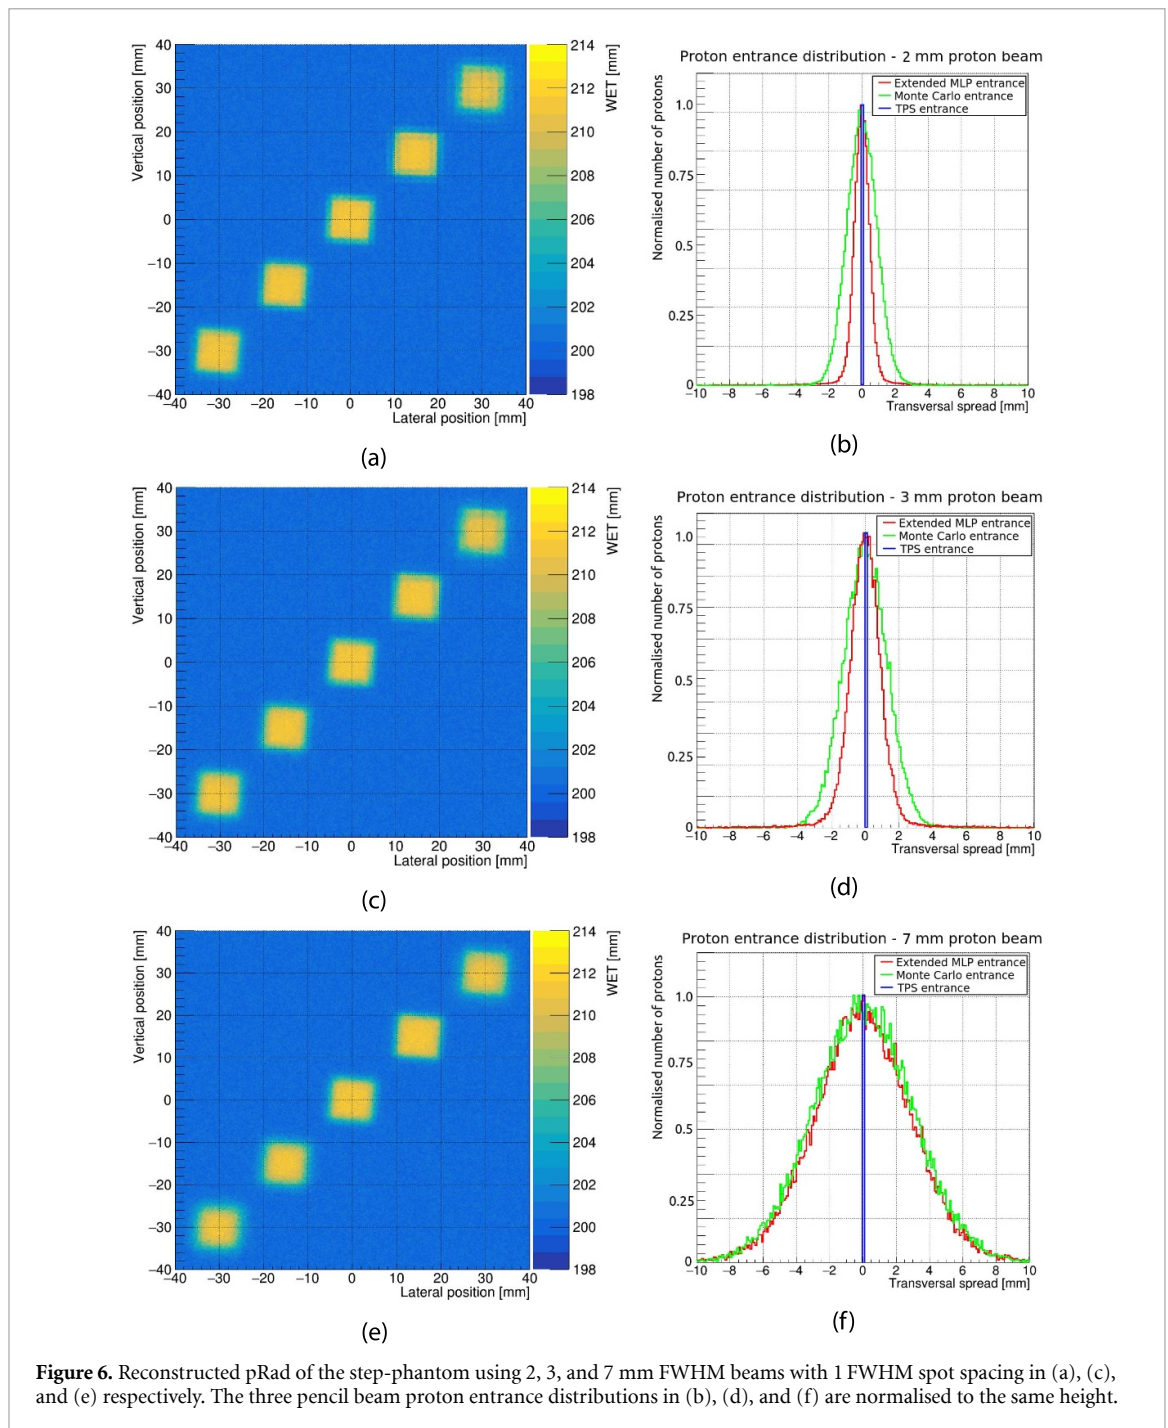 40
30
20
10
0
−10
−20
−30
−40
Vertical position [mm]
−40 −30 −20 −10 0 10 20 30 40
Lateral position [mm]
214
212
210
208
206
204
202
200
198
WET [mm]
(a)
Proton entrance distribution - 2 mm proton beam
Extended MLP entrance
Monte Carlo entrance
TPS entrance
Normalised number of protons
1.0
0.75
0.5
0.25
0
−10 −8 −6 −4 −2 0 2 4 6 8 10
Transversal spread [mm]
(b)
40
30
20
10
0
−10
−20
−30
−40
Vertical position [mm]
−40 −30 −20 −10 0 10 20 30 40
Lateral position [mm]
214
212
210
208
206
204
202
200
198
WET [mm]
(c)
Proton entrance distribution - 3 mm proton beam
Extended MLP entrance
Monte Carlo entrance
TPS entrance
Normalised number of protons
1.0
0.75
0.5
0.25
0
−10 −8 −6 −4 −2 0 2 4 6 8 10
Transversal spread [mm]
(d)
40
30
20
10
0
−10
−20
−30
−40
Vertical position [mm]
−40 −30 −20 −10 0 10 20 30 40
Lateral position [mm]
214
212
210
208
206
204
202
200
198
WET [mm]
(e)
Proton entrance distribution - 7 mm proton beam
Extended MLP entrance
Monte Carlo entrance
TPS entrance
Normalised number of protons
1.0
0.75
0.5
0.25
0
−10 −8 −6 −4 −2 0 2 4 6 8 10
Transversal spread [mm]
(f)
Figure 6. Reconstructed pRad of the step-phantom using 2, 3, and 7 mm FWHM beams with 1 FWHM spot spacing in (a), (c),
and (e) respectively. The three pencil beam proton entrance distributions in (b), (d), and (f) are normalised to the same height.